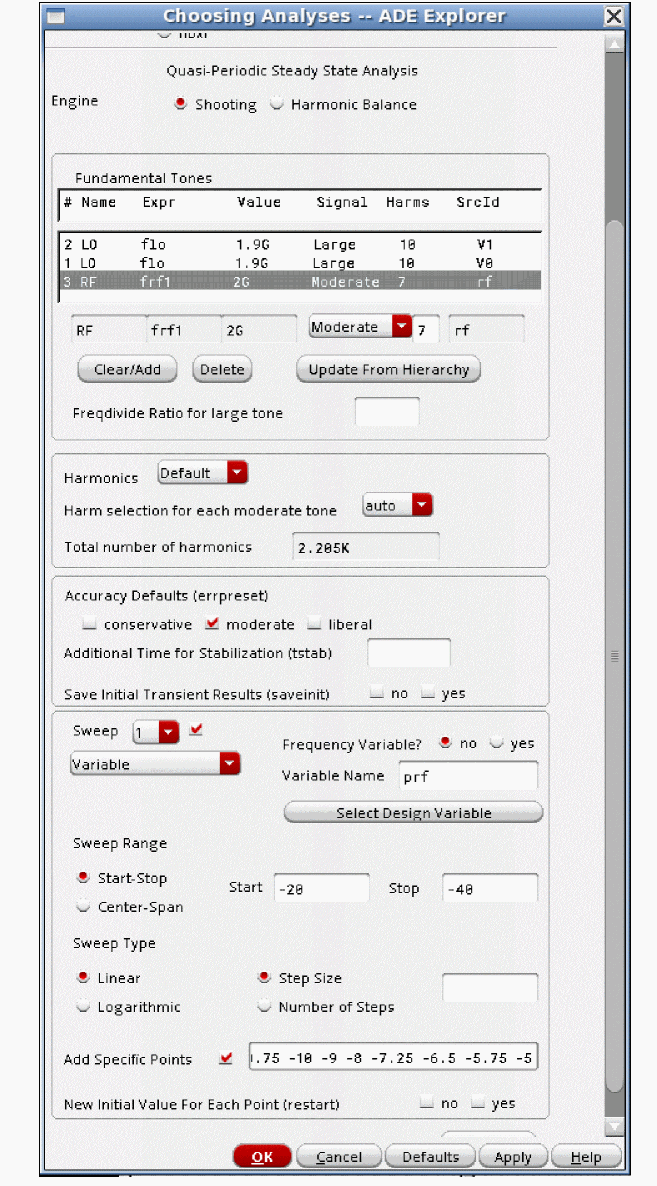 Choosing Analyses -- ADE Explorer
Quasi-Periodic Steady State Analysis
Engine Shooting Harmonic Balance
Fundamental Tones
# Name Expr Value Signal Harms SrcId
2 LO flo 1.9G Large 10 V1
1 LO flo 1.9G Large 10 V0
3 RF frf1 2G Moderate 7 rf
RF frf1 2G Moderate 7 rf
Clear/Add Delete Update From Hierarchy
Freqdivide Ratio for large tone
Harmonics Default
Harm selection for each moderate tone auto
Total number of harmonics 2.205K
Accuracy Defaults (errpreset)
conservative moderate liberal
Additional Time for Stabilization (tstab)
Save Initial Transient Results (saveinit) no yes
Sweep 1
Frequency Variable? no yes
Variable
Variable Name prf
Select Design Variable
Sweep Range
Start-Stop
Start -20 Stop -40
Center-Span
Sweep Type
Linear Step Size
Logarithmic Number of Steps
Add Specific Points .75 -10 -9 -8 -7.25 -6.5 -5.75 -5
New Initial Value For Each Point (restart) no yes
OK Cancel Defaults Apply Help